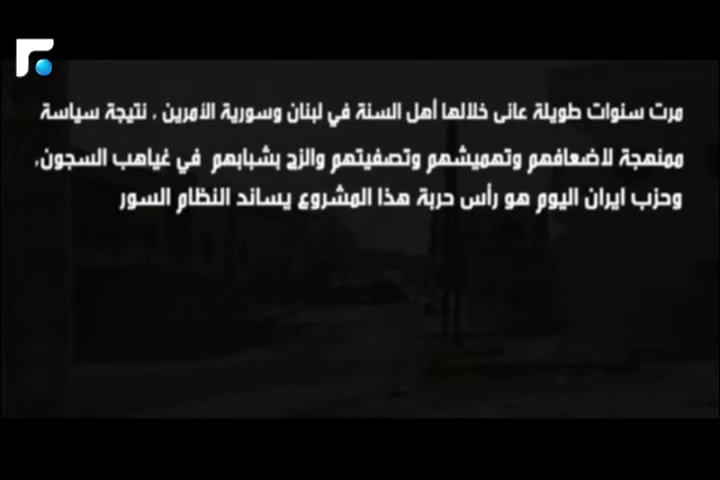 مرت سنوات طويلة عانى خلالها أهل السنة في لبنان وسورية الأمرين ، نتيجة سياسة
ممنهجة لاضعافهم وتهميشهم وتصفيتهم والزج بشبابهم في غياهب السجون،
وحزب ايران اليوم هو رأس حربة هذا المشروع يساند النظام السور